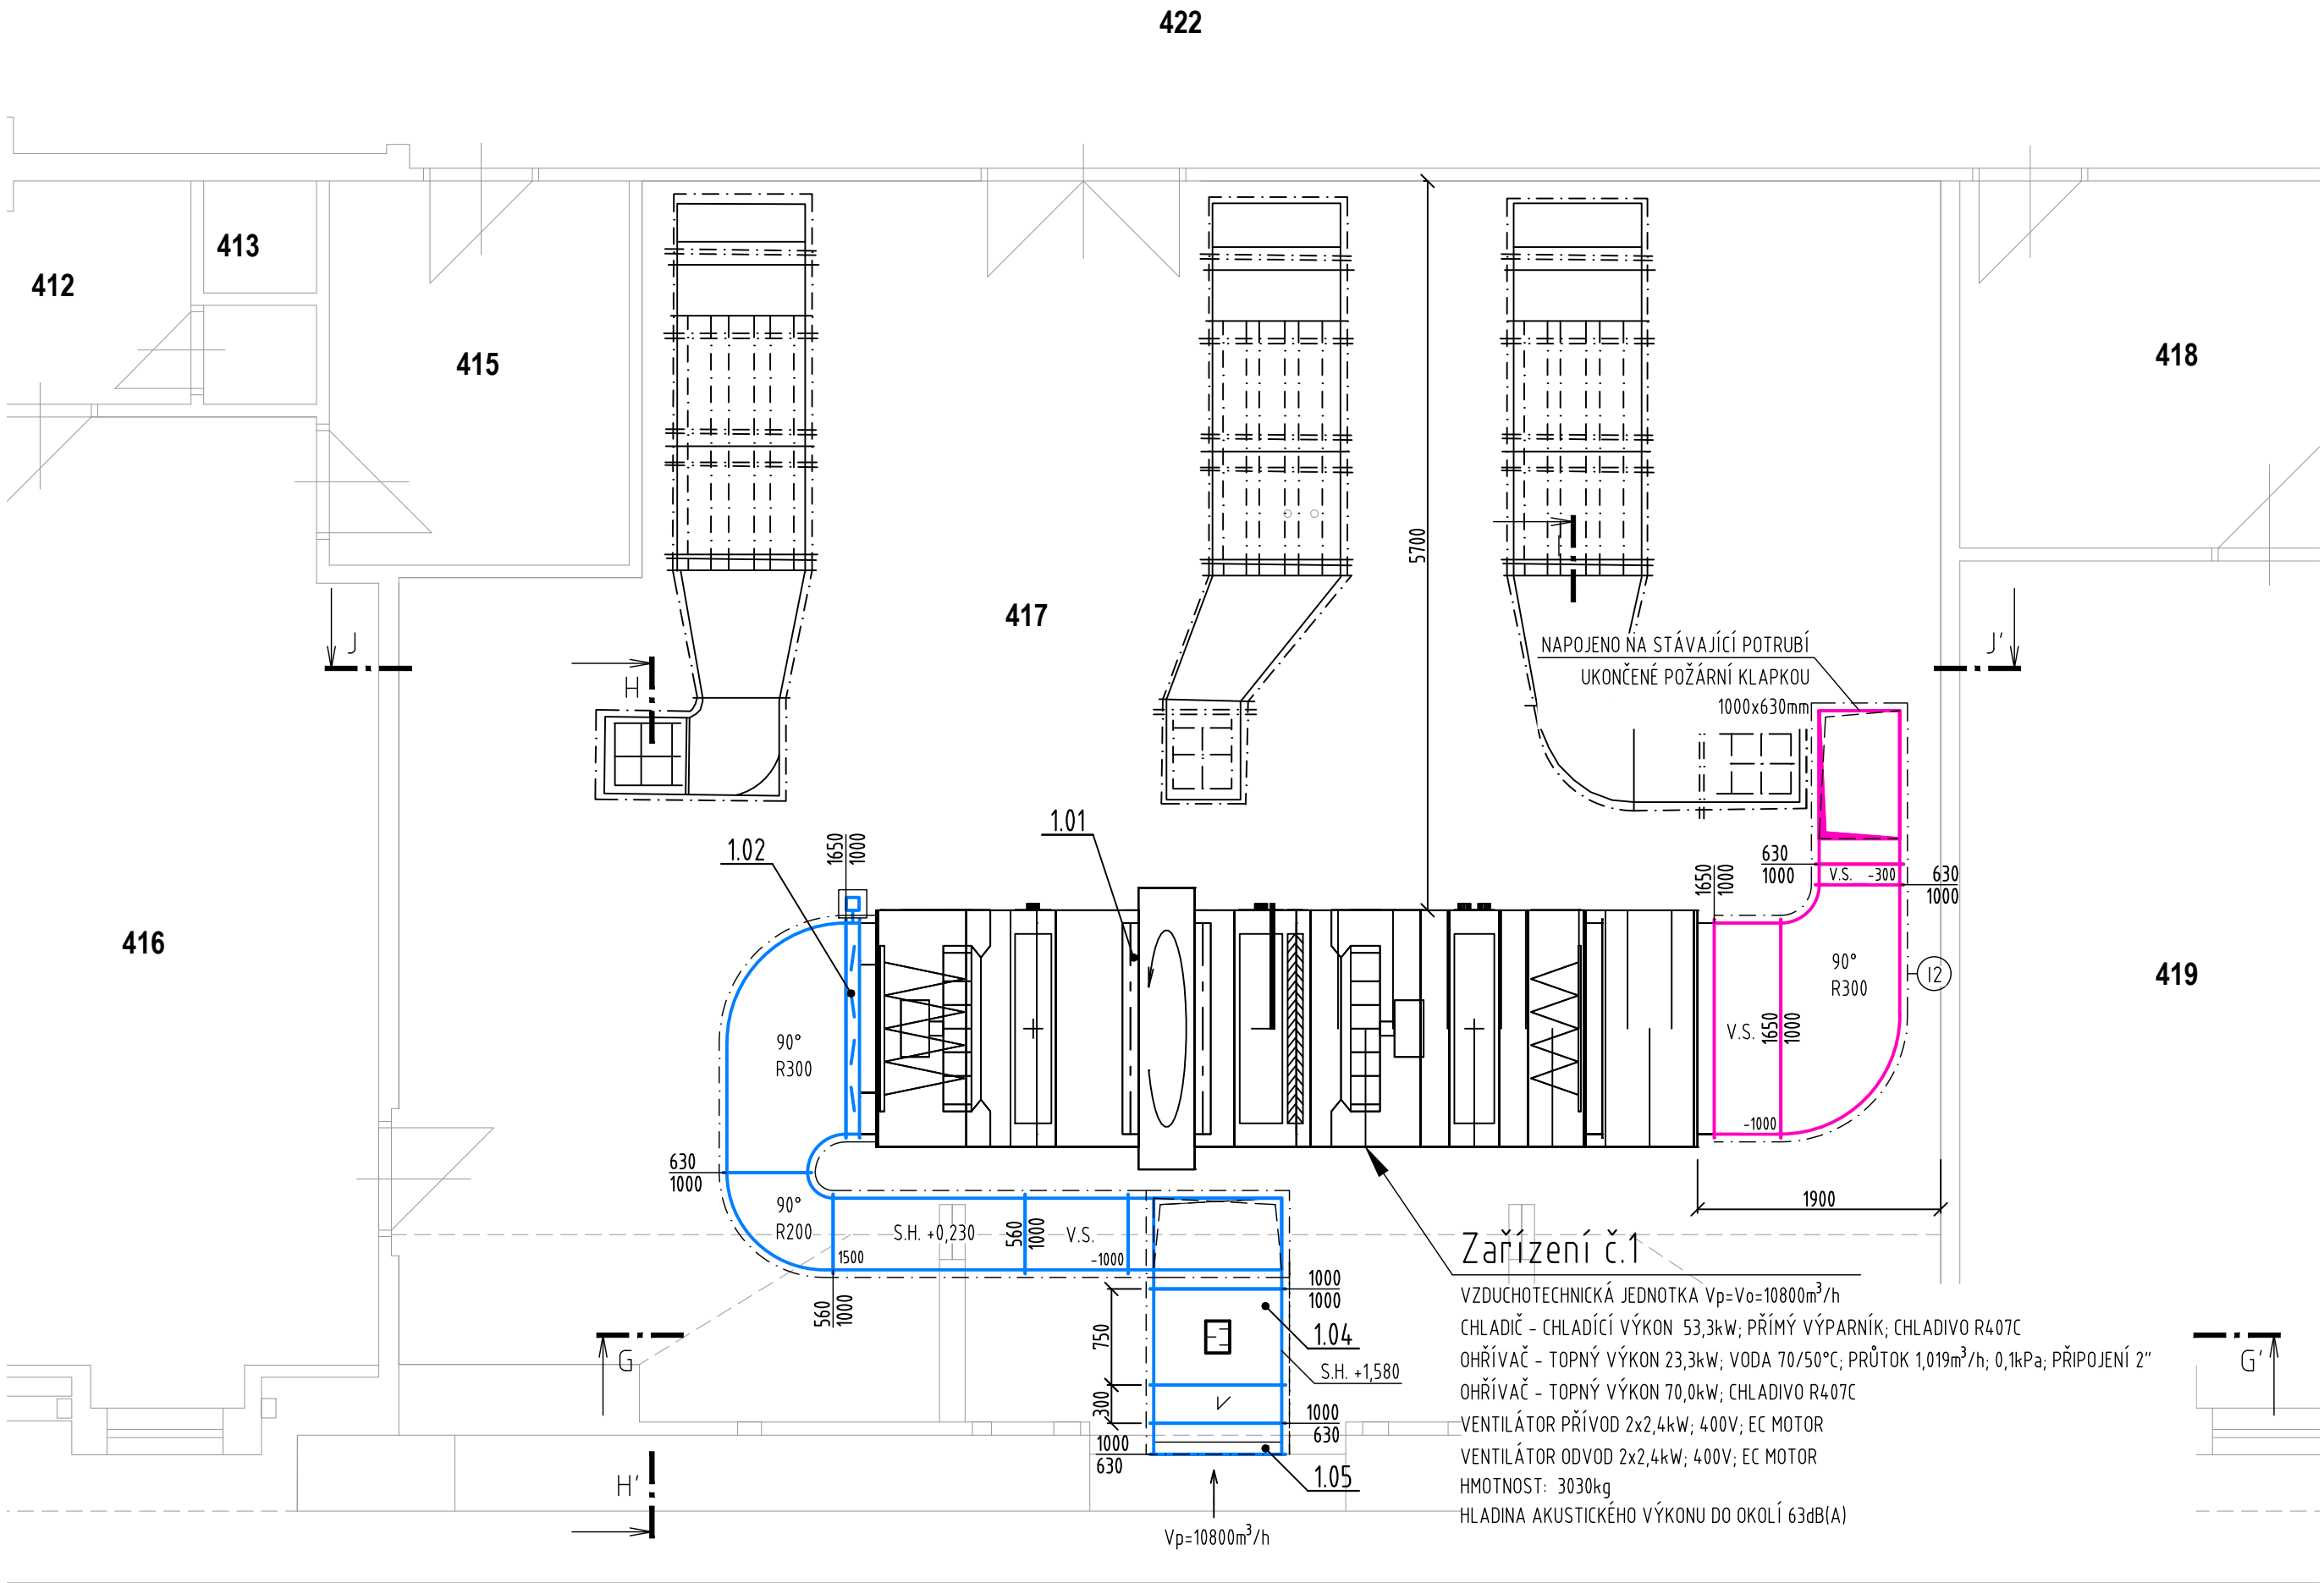 422
413
412
415
418
417
5700
I
J
J'
H
NAPOJENO NA STÁVAJÍCÍ POTRUBÍ
UKONČENÉ POŽÁRNÍ KLAPKOU
1000x630mm
1.01
1.02
1650
1000
630
1000
V.S. -300
630
1000
1650
1000
416
419
90°
R300
I2
90°
R300
V.S.
1650
1000
-1000
630
1000
90°
R200
S.H. +0,230
560
1000
V.S.
1500
-1000
1900
560
1000
1000
1000
1.04
750
S.H. +1,580
300
1000
630
1000
630
1.05
G
G'
H'
Vp=10800m³/h
Zařízení č.1
VZDUCHOTECHNICKÁ JEDNOTKA Vp=Vo=10800m³/h
CHLADIČ - CHLADÍCÍ VÝKON 53,3kW; PŘÍMÝ VÝPARNÍK; CHLADIVO R407C
OHŘÍVAČ - TOPNÝ VÝKON 23,3kW; VODA 70/50°C; PRŮTOK 1,019m³/h; 0,1kPa; PŘIPOJENÍ 2"
OHŘÍVAČ - TOPNÝ VÝKON 70,0kW; CHLADIVO R407C
VENTILÁTOR PŘÍVOD 2x2,4kW; 400V; EC MOTOR
VENTILÁTOR ODVOD 2x2,4kW; 400V; EC MOTOR
HMOTNOST: 3030kg
HLADINA AKUSTICKÉHO VÝKONU DO OKOLÍ 63dB(A)